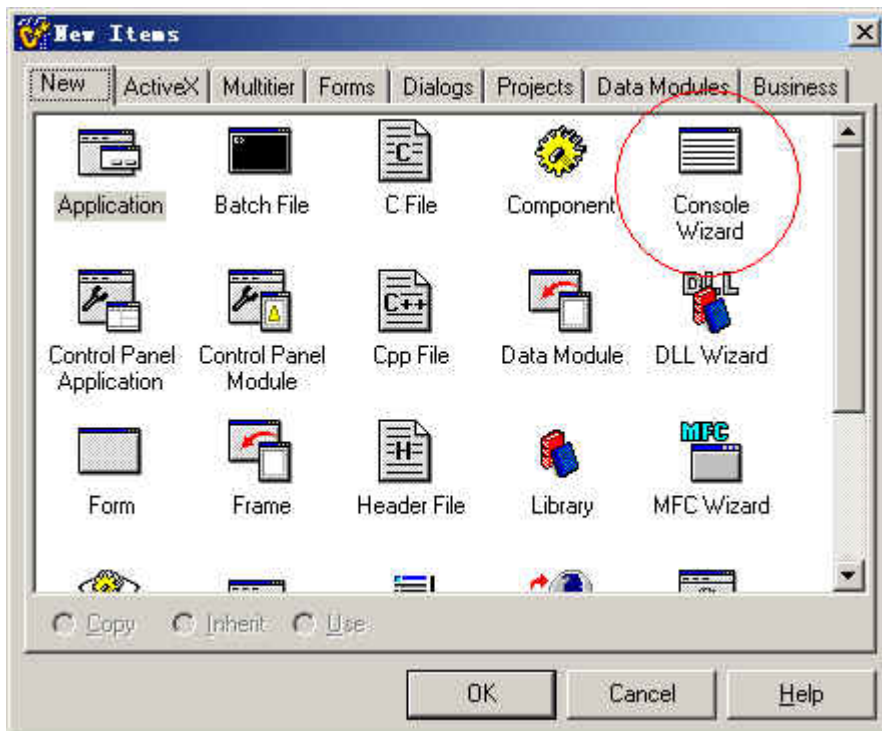 New Items
New ActiveX Multitier Forms Dialogs Projects Data Modules Business
Application Batch File C File Component Console Wizard
Control Panel Application Control Panel Module Cpp File Data Module DLL Wizard
Form Frame Header File Library MFC Wizard
Copy Inherit Use
OK Cancel Help